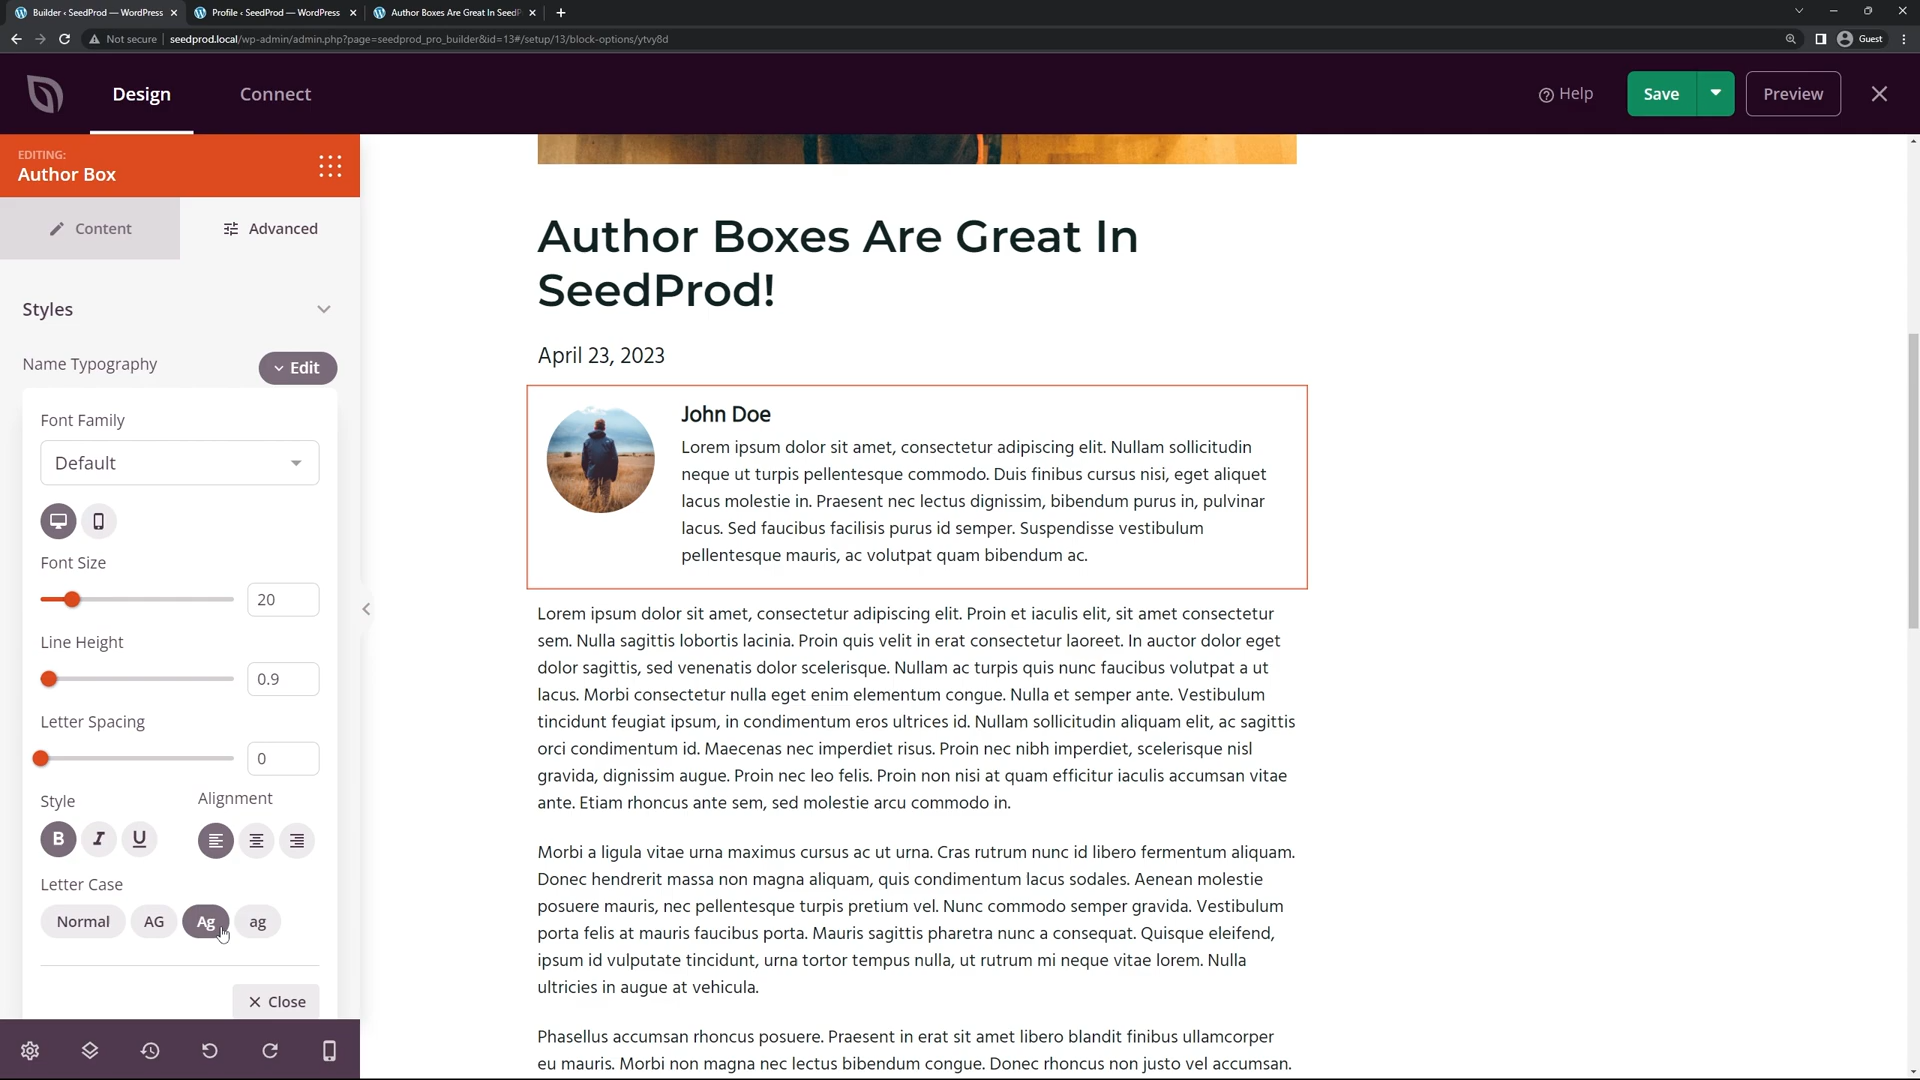 Builder ‹ SeedProd — WordPress
Profile ‹ SeedProd — WordPress
Author Boxes Are Great In SeedP
Not secure
seedprod.local/wp-admin/admin.php?page=seedprod_pro_builder&id=13#/setup/13/block-options/ytvy8d
Guest
Design
Connect
Help
Save
Preview
EDITING:
Author Box
Content
Advanced
Styles
Name Typography
Edit
Font Family
Default
Font Size
20
Line Height
0.9
Letter Spacing
0
Style
Alignment
B I U
Letter Case
Normal AG Ag ag
Close
Author Boxes Are Great In
SeedProd!
April 23, 2023
John Doe
Lorem ipsum dolor sit amet, consectetur adipiscing elit. Nullam sollicitudin
neque ut turpis pellentesque commodo. Duis finibus cursus nisi, eget aliquet
lacus molestie in. Praesent nec lectus dignissim, bibendum purus in, pulvinar
lacus. Sed faucibus facilisis purus id semper. Suspendisse vestibulum
pellentesque mauris, ac volutpat quam bibendum ac.
Lorem ipsum dolor sit amet, consectetur adipiscing elit. Proin et iaculis elit, sit amet consectetur
sem. Nulla sagittis lobortis lacinia. Proin quis velit in erat consectetur laoreet. In auctor dolor eget
dolor sagittis, sed venenatis dolor scelerisque. Nullam ac turpis quis nunc faucibus volutpat a ut
lacus. Morbi consectetur nulla eget enim elementum congue. Nulla et semper ante. Vestibulum
tincidunt feugiat ipsum, in condimentum eros ultrices id. Nullam sollicitudin aliquam elit, ac sagittis
orci condimentum id. Maecenas nec imperdiet risus. Proin nec nibh imperdiet, scelerisque nisl
gravida, dignissim augue. Proin nec leo felis. Proin non nisi at quam efficitur iaculis accumsan vitae
ante. Etiam rhoncus ante sem, sed molestie arcu commodo in.
Morbi a ligula vitae urna maximus cursus ac ut urna. Cras rutrum nunc id libero fermentum aliquam.
Donec hendrerit massa non magna aliquam, quis condimentum lacus sodales. Aenean molestie
posuere mauris, nec pellentesque turpis pretium vel. Nunc commodo semper gravida. Vestibulum
porta felis at mauris faucibus porta. Mauris sagittis pharetra nunc a consequat. Quisque eleifend,
ipsum id vulputate tincidunt, urna tortor tempus nulla, ut rutrum mi neque vitae lorem. Nulla
ultricies in augue at vehicula.
Phasellus accumsan rhoncus posuere. Praesent in erat sit amet libero blandit finibus ullamcorper
eu mauris. Morbi non magna nec lectus bibendum congue. Donec rhoncus non justo vel accumsan.